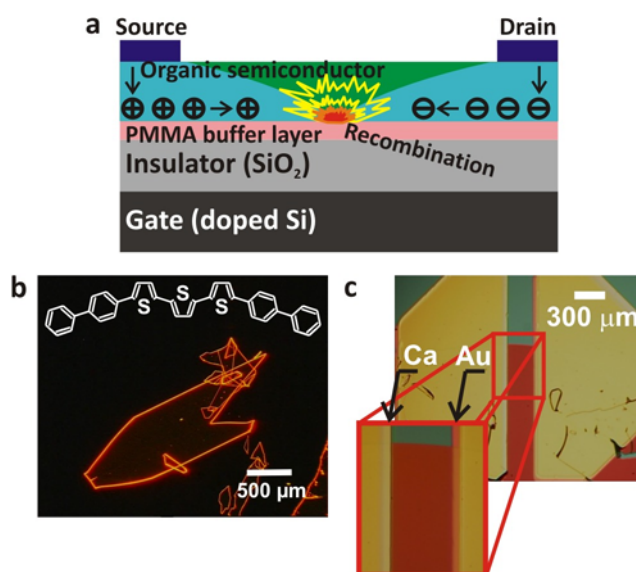 a
Source
Drain
Organic semiconductor
PMMA buffer layer
Recombination
Insulator (SiO₂)
Gate (doped Si)
b
S
S
S
500 µm
c
300 µm
Ca
Au